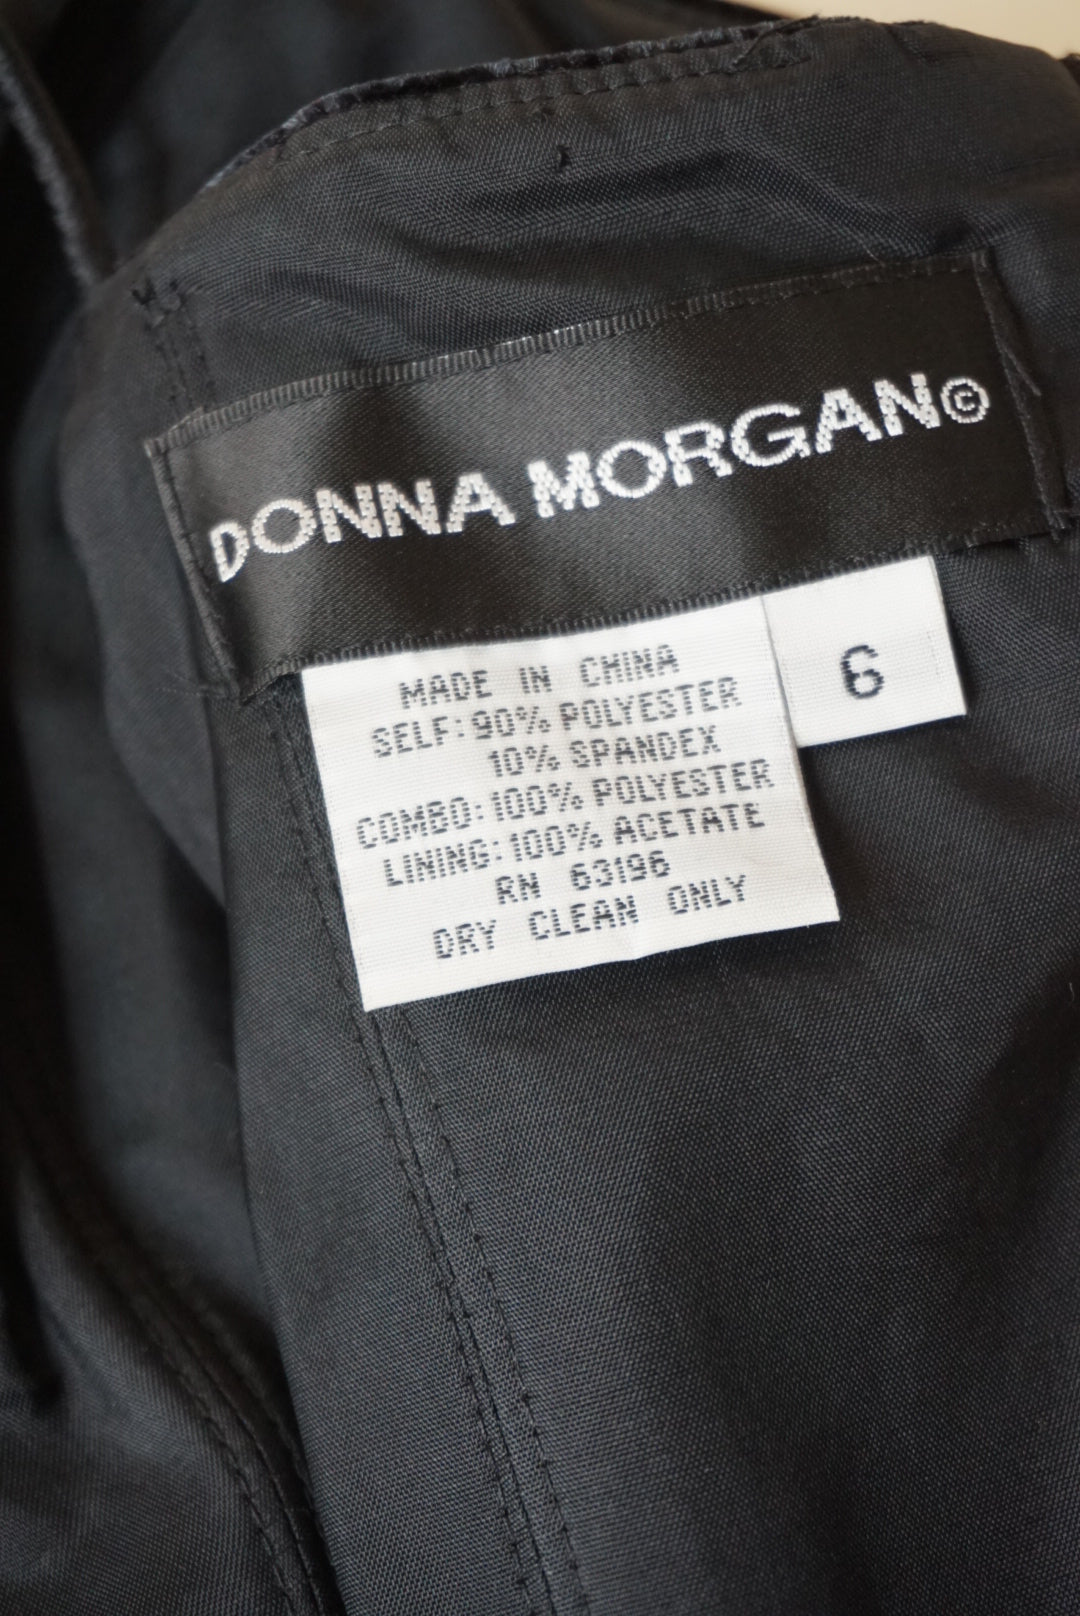 DONNA MORGAN©
6
MADE IN CHINA
SELF: 90% POLYESTER
10% SPANDEX
COMBO: 100% POLYESTER
LINING: 100% ACETATE
RN 63196
DRY CLEAN ONLY